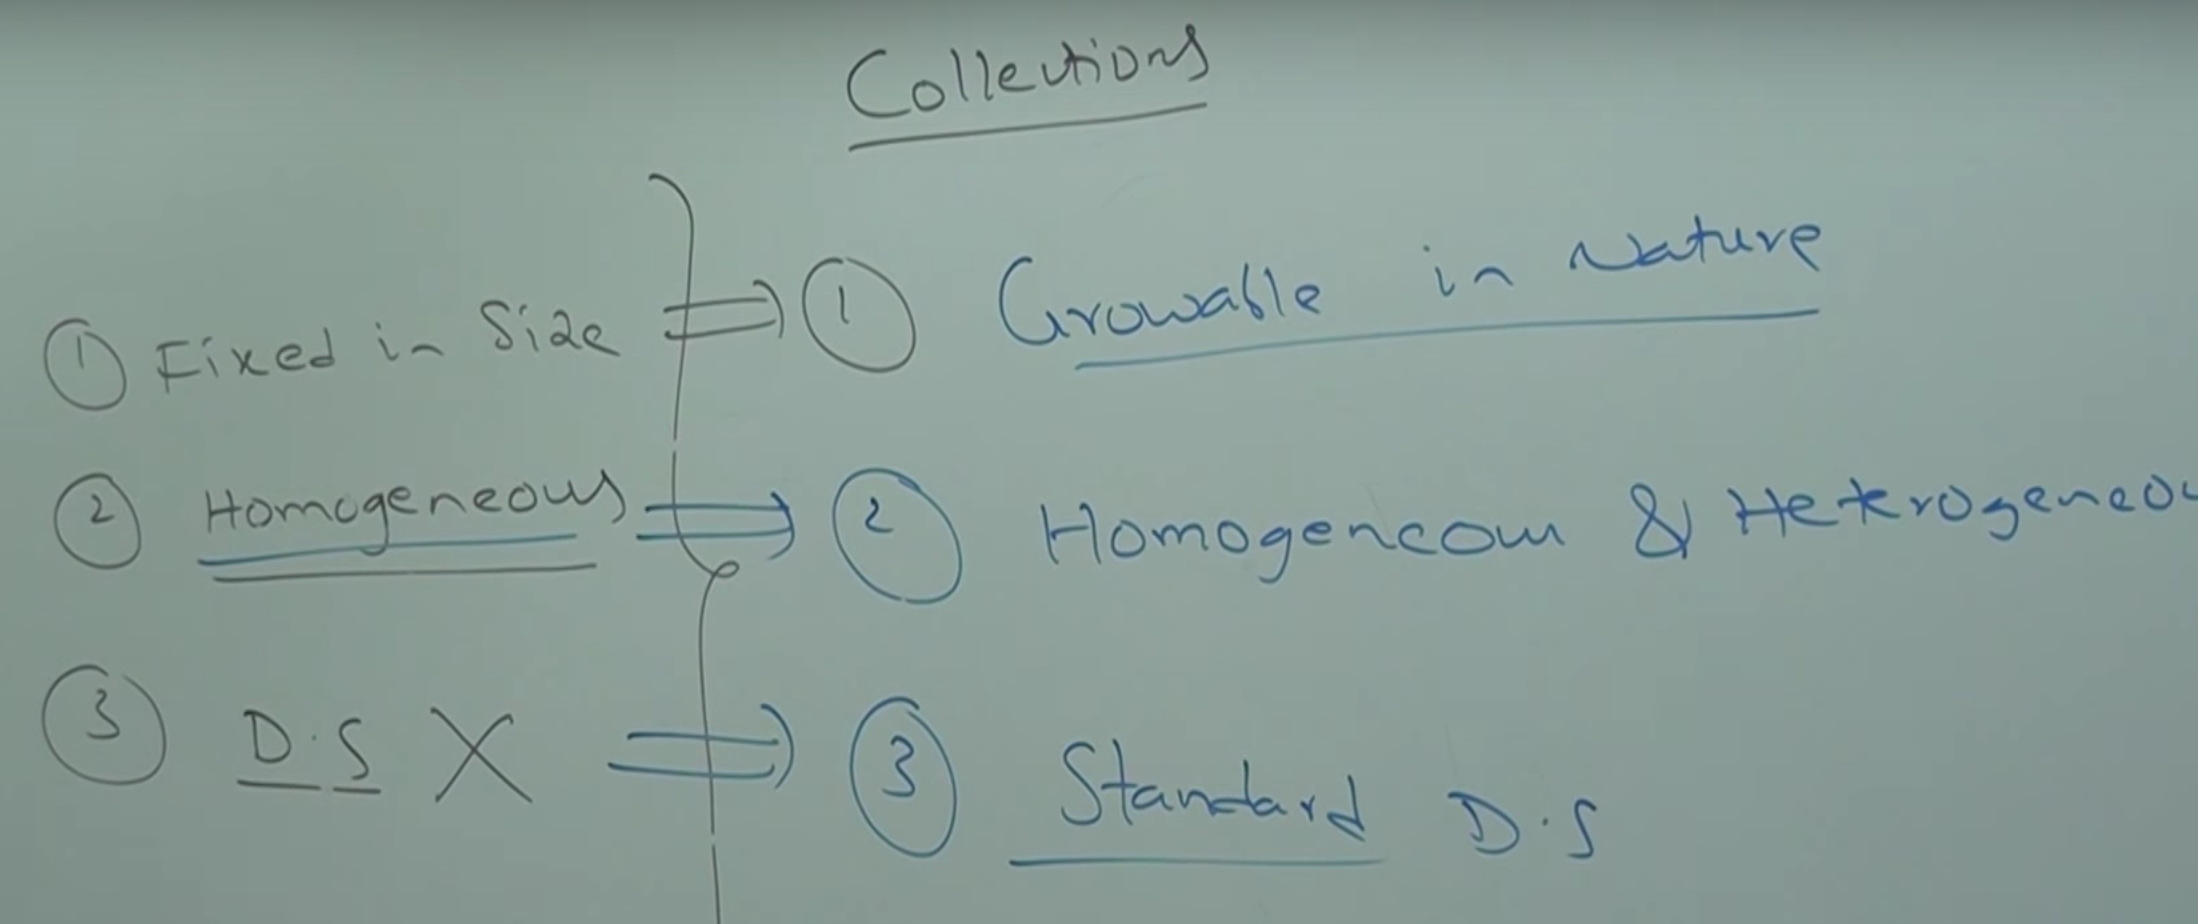 Collections
① Fixed in Size ⇒ ① Growable in Nature
② Homogeneous ⇒ ② Homogeneous & Heterogeneou
③ D.S X ⇒ ③ Standard D.S